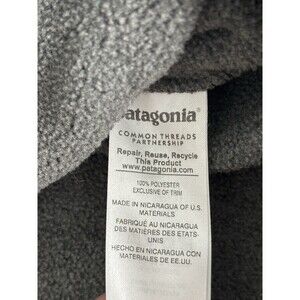 patagonia®
COMMON THREADS
PARTNERSHIP
Repair, Reuse, Recycle
This Product
www.patagonia.com
100% POLYESTER
EXCLUSIVE OF TRIM
MADE IN NICARAGUA OF U.S.
MATERIALS
FABRIQUÉ AU NICARAGUA
DES MATIÈRES DES ETATS-
UNIS
HECHO EN NICARAGUA CON
MATERIALES DE EE.UU.